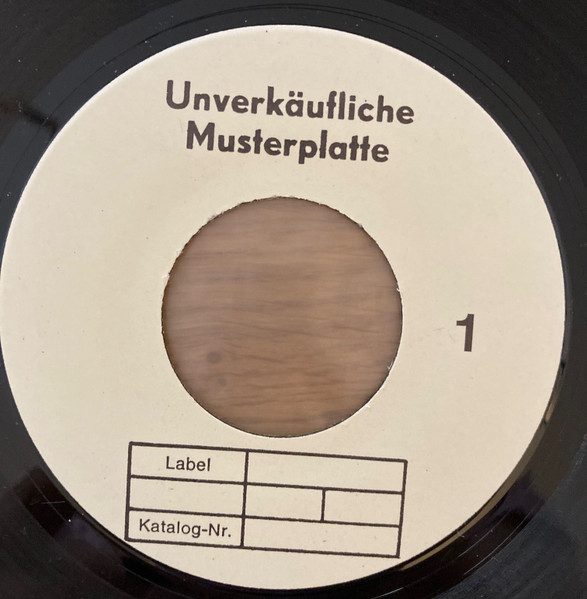 Unverkäufliche
Musterplatte
1
Label
Katalog-Nr.